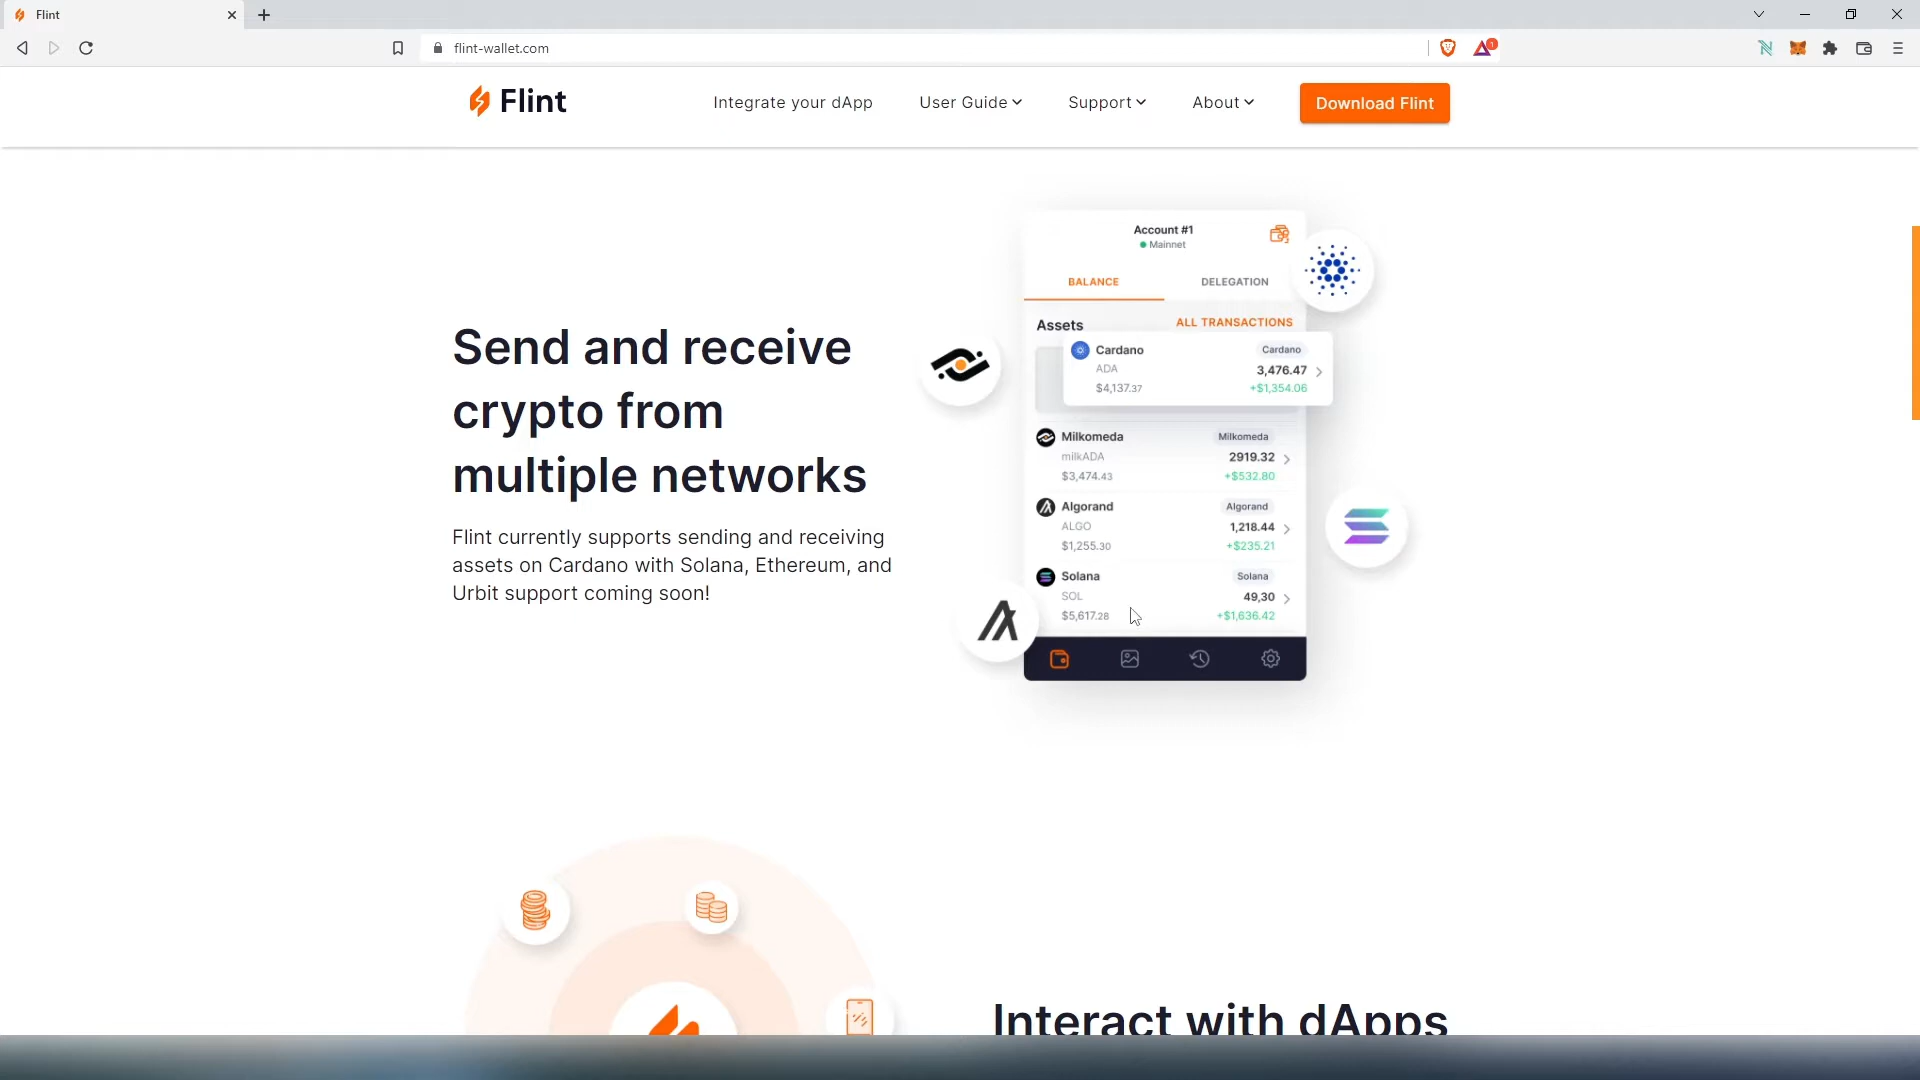 Flint
flint-wallet.com
1
Flint
Integrate your dApp
User Guide
Support
About
Download Flint
Send and receive
crypto from
multiple networks
Flint currently supports sending and receiving
assets on Cardano with Solana, Ethereum, and
Urbit support coming soon!
Account #1
Mainnet
BALANCE
DELEGATION
Assets
ALL TRANSACTIONS
Cardano
Cardano
ADA
3,476.47
$4,137.37
+$1,354.06
Milkomeda
Milkomeda
milkADA
2919.32
$3,474.43
+$532.80
Algorand
Algorand
ALGO
1,218.44
$1,255.30
+$235.21
Solana
Solana
SOL
49,30
$5,617.28
+$1,636.42
Interact with dApps